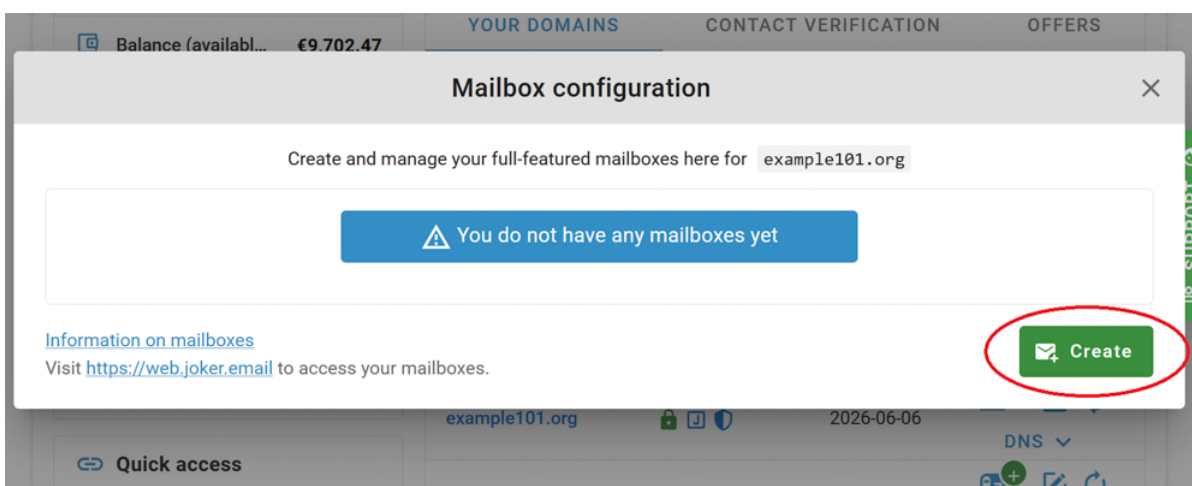 YOUR DOMAINS CONTACT VERIFICATION OFFERS
Balance (availabl... €9,702.47
Mailbox configuration
Create and manage your full-featured mailboxes here for example101.org
You do not have any mailboxes yet
SUPPORT
Information on mailboxes
Visit https://web.joker.email to access your mailboxes.
Create
example101.org 2026-06-06
DNS
Quick access